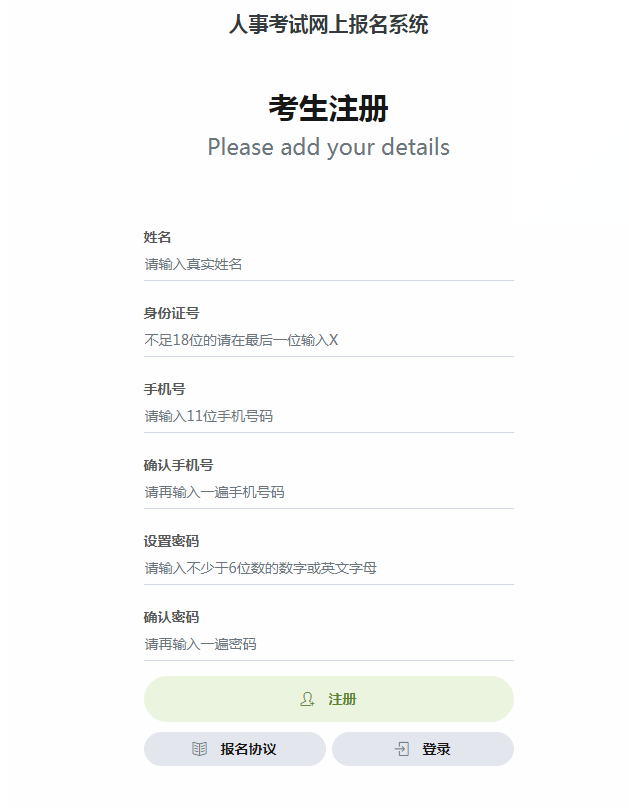 人事考试网上报名系统
考生注册
Please add your details
姓名
请输入真实姓名
身份证号
不足18位的请在最后一位输入X
手机号
请输入11位手机号码
确认手机号
请再输入一遍手机号码
设置密码
请输入不少于6位数的数字或英文字母
确认密码
请再输入一遍密码
注册
报名协议 登录